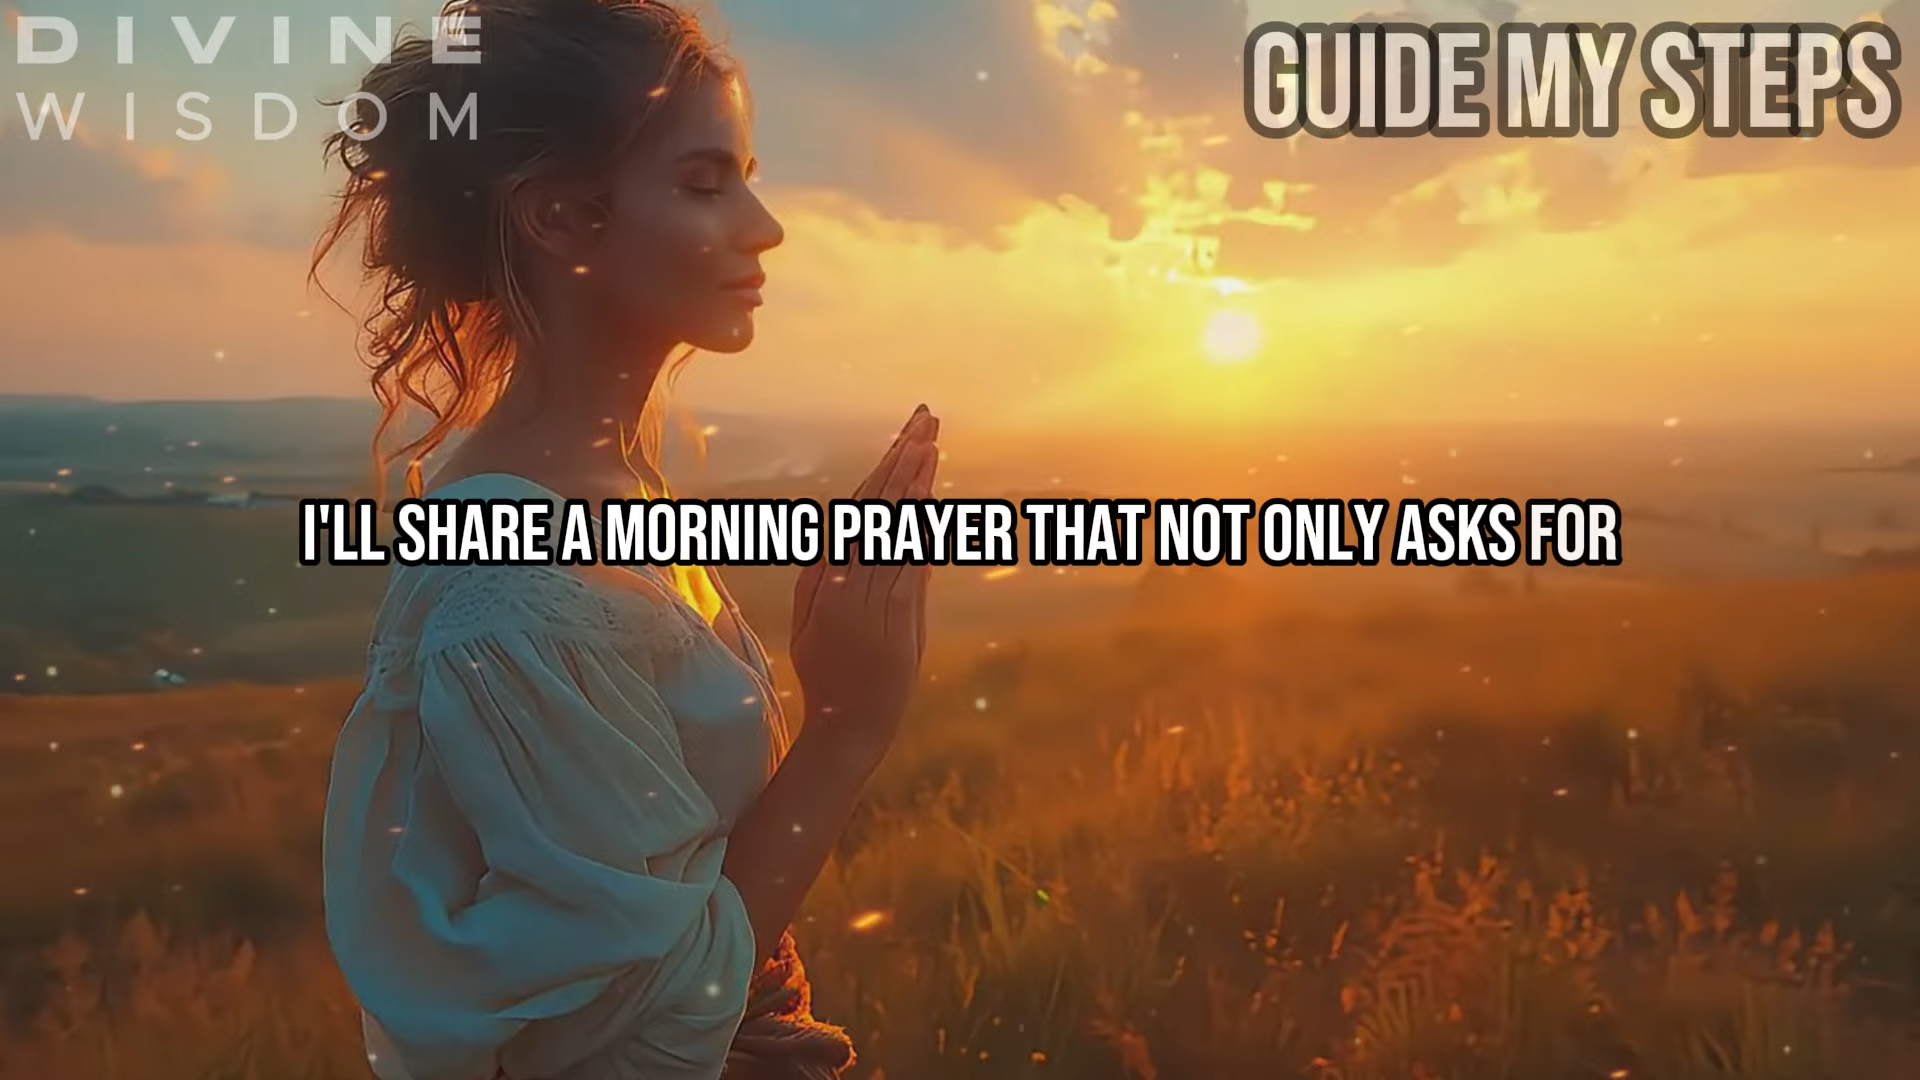 DIVINE
WISDOM
GUIDE MY STEPS
I'LL SHARE A MORNING PRAYER THAT NOT ONLY ASKS FOR